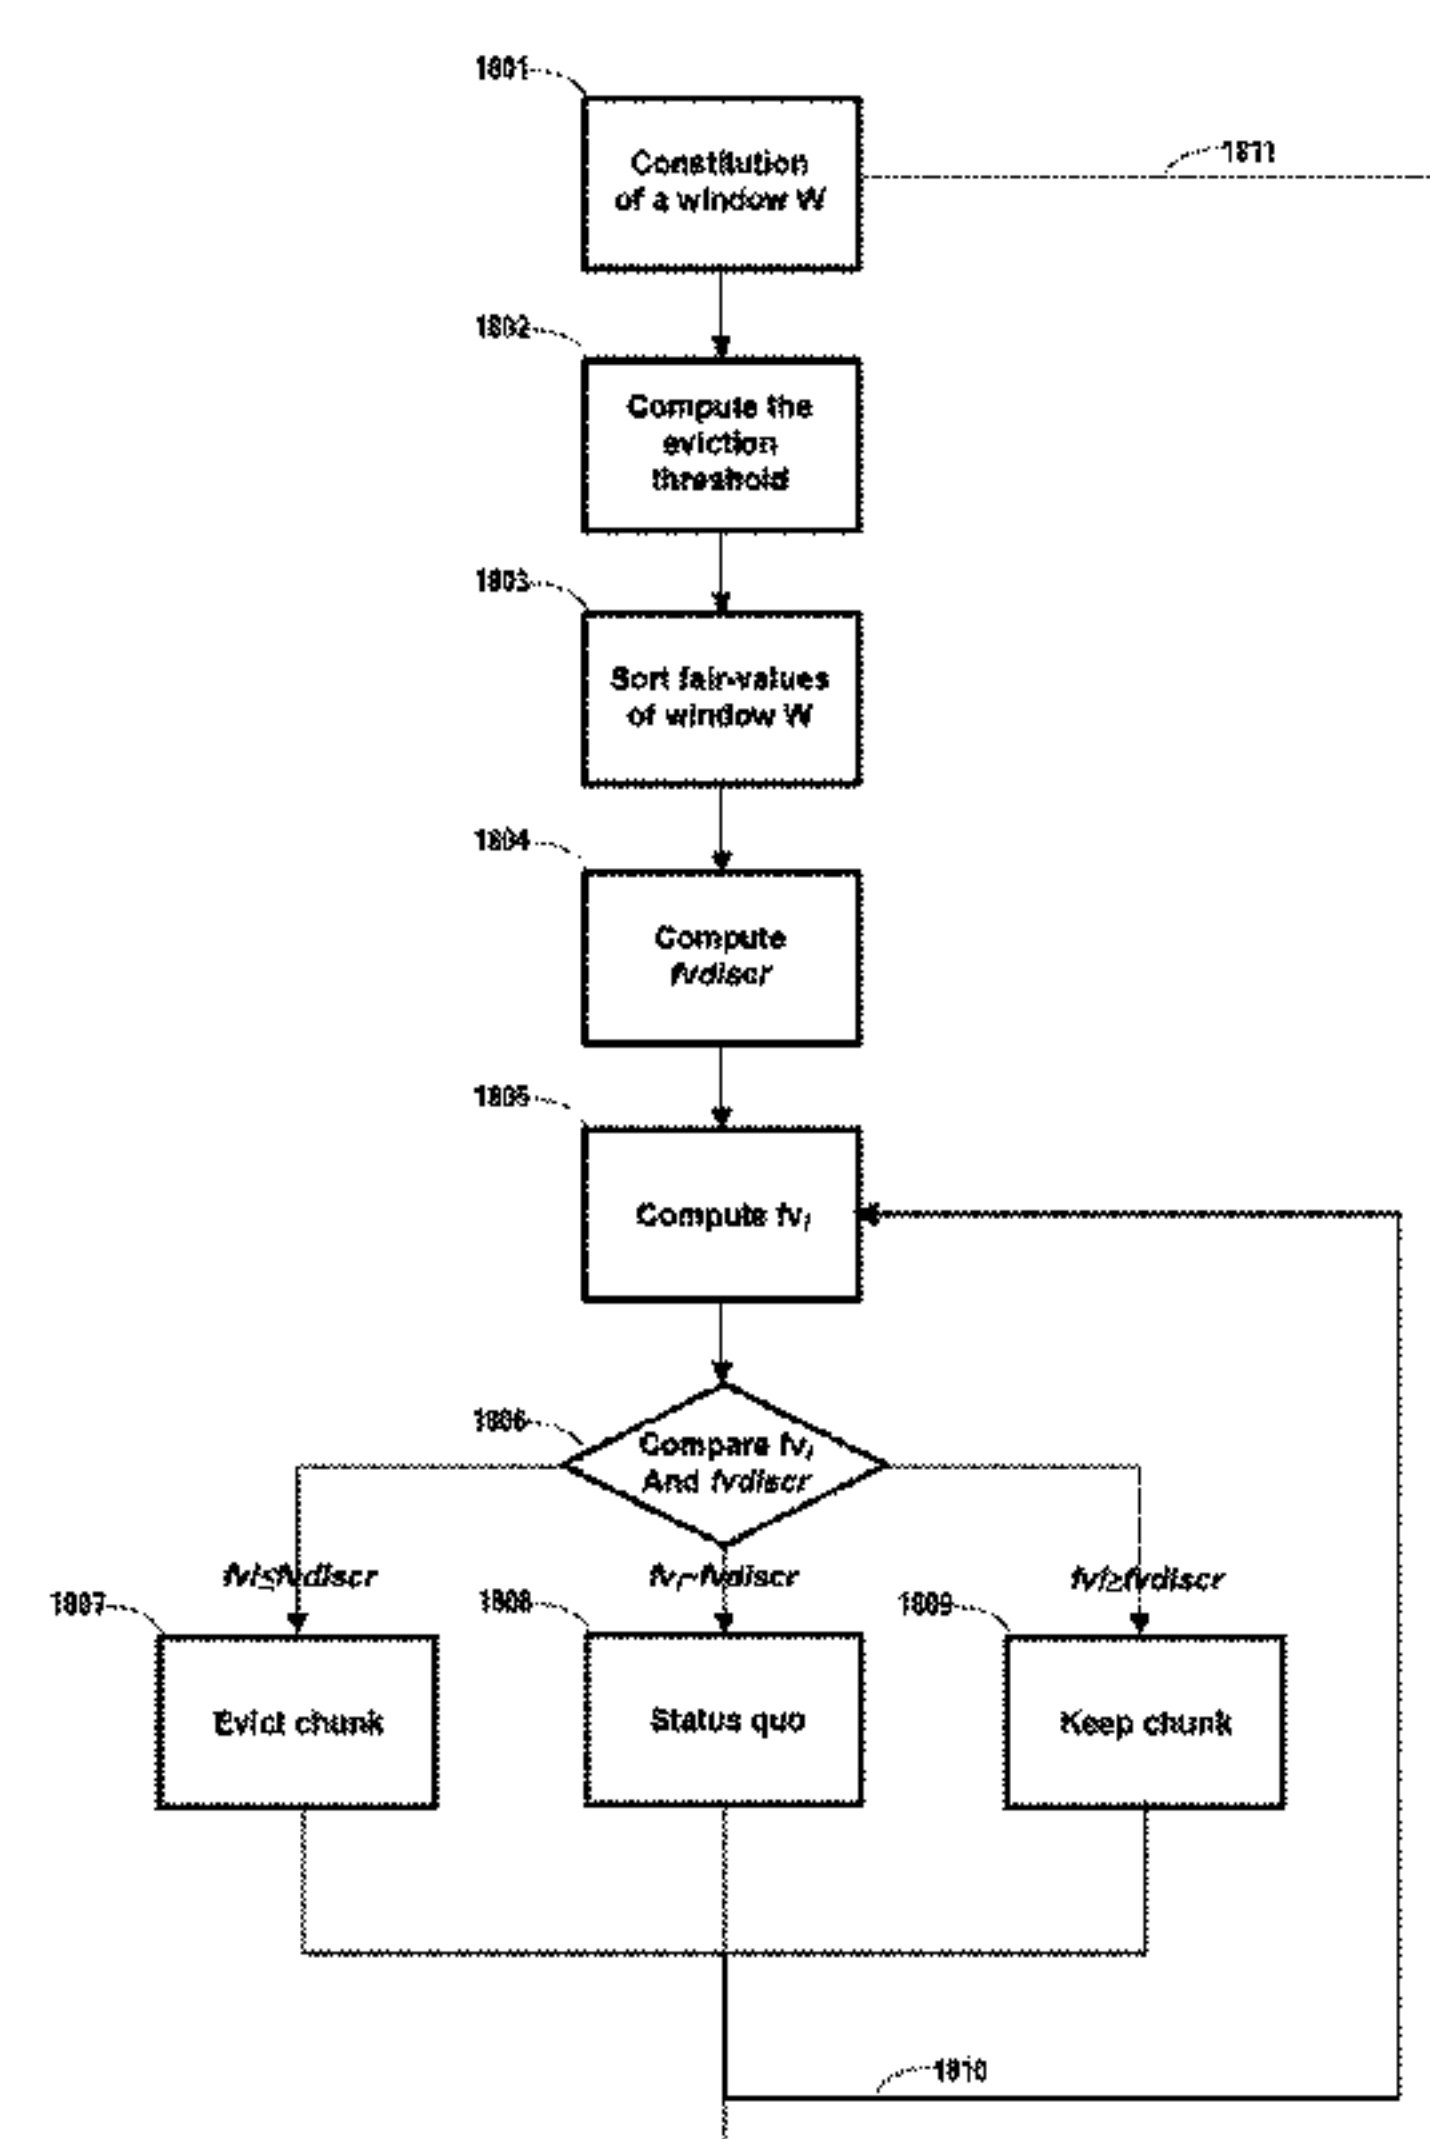 1801
Constitution
of a window W
1811
1802
Compute the
eviction
threshold
1803
Sort fair-values
of window W
1804
Compute
fvdiscr
1805
Compute fvi
1806
Compare fvi
And fvdiscr
fvi≤fvdiscr
fvi~fvdiscr
fvi≥fvdiscr
1807
1808
1809
Evict chunk
Status quo
Keep chunk
1810